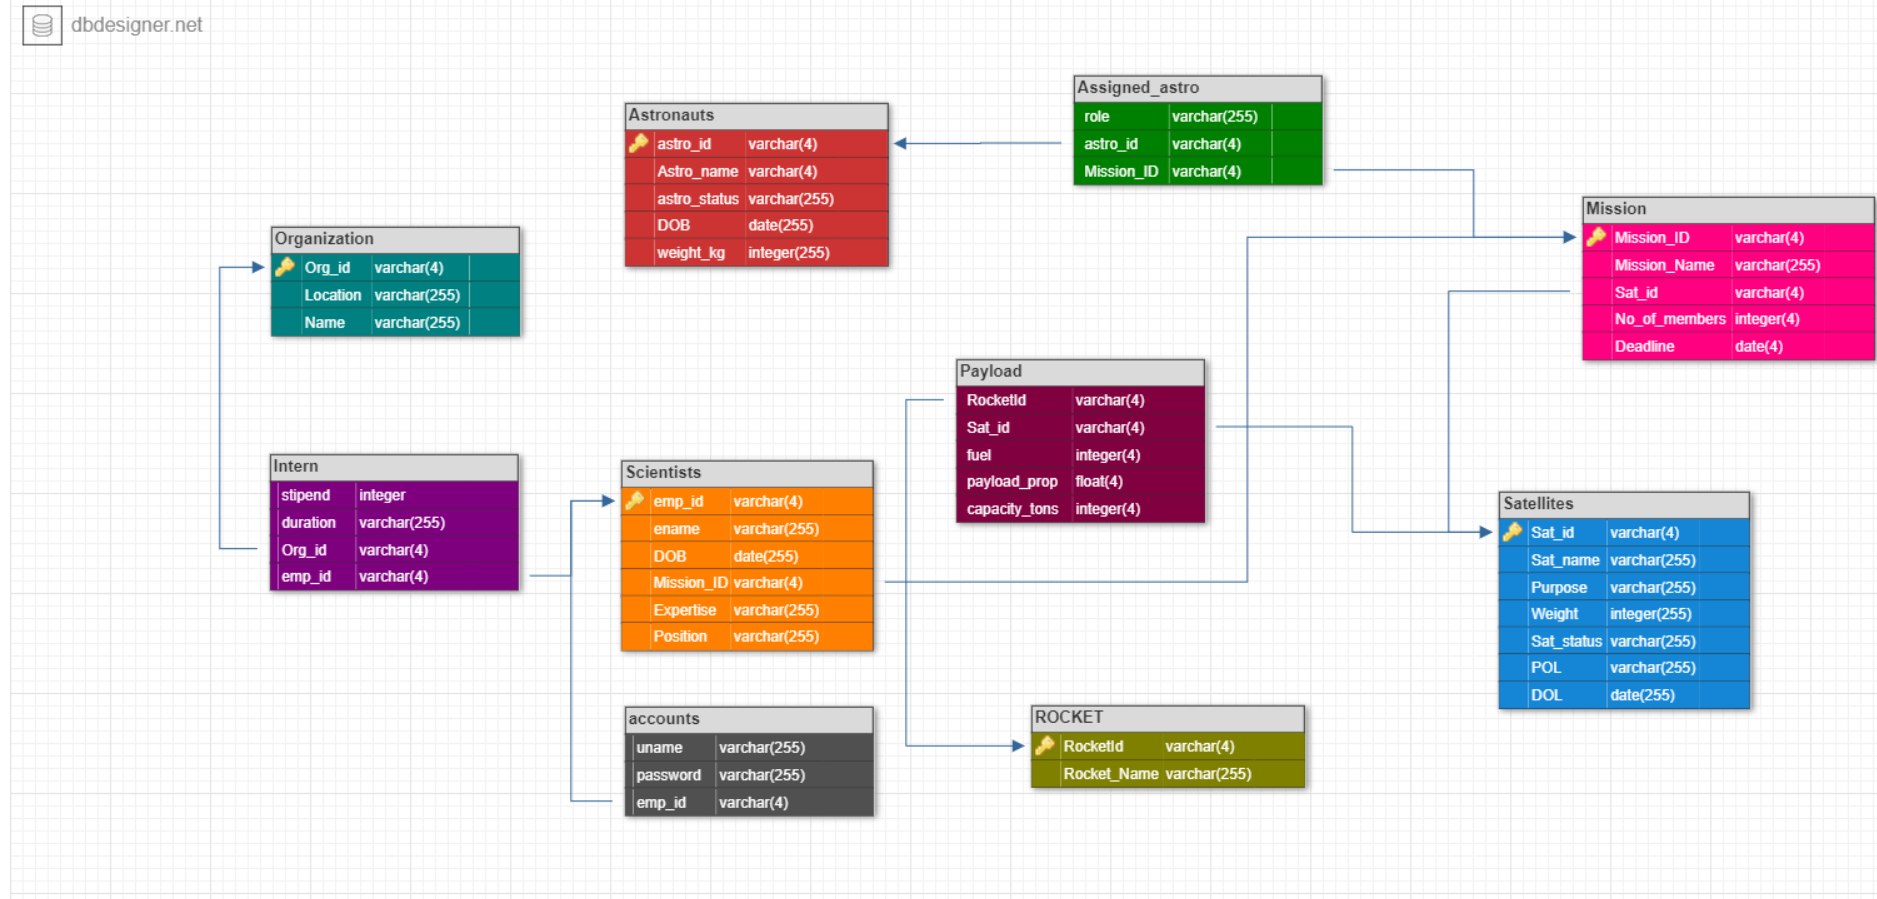 dbdesigner.net
Assigned_astro
role varchar(255)
astro_id varchar(4)
Mission_ID varchar(4)
Astronauts
astro_id varchar(4)
Astro_name varchar(4)
astro_status varchar(255)
DOB date(255)
weight_kg integer(255)
Mission
Mission_ID varchar(4)
Mission_Name varchar(255)
Sat_id varchar(4)
No_of_members integer(4)
Deadline date(4)
Organization
Org_id varchar(4)
Location varchar(255)
Name varchar(255)
Payload
RocketId varchar(4)
Sat_id varchar(4)
fuel integer(4)
payload_prop float(4)
capacity_tons integer(4)
Intern
stipend integer
duration varchar(255)
Org_id varchar(4)
emp_id varchar(4)
Scientists
emp_id varchar(4)
ename varchar(255)
DOB date(255)
Mission_ID varchar(4)
Expertise varchar(255)
Position varchar(255)
Satellites
Sat_id varchar(4)
Sat_name varchar(255)
Purpose varchar(255)
Weight integer(255)
Sat_status varchar(255)
POL varchar(255)
DOL date(255)
accounts
uname varchar(255)
password varchar(255)
emp_id varchar(4)
ROCKET
RocketId varchar(4)
Rocket_Name varchar(255)